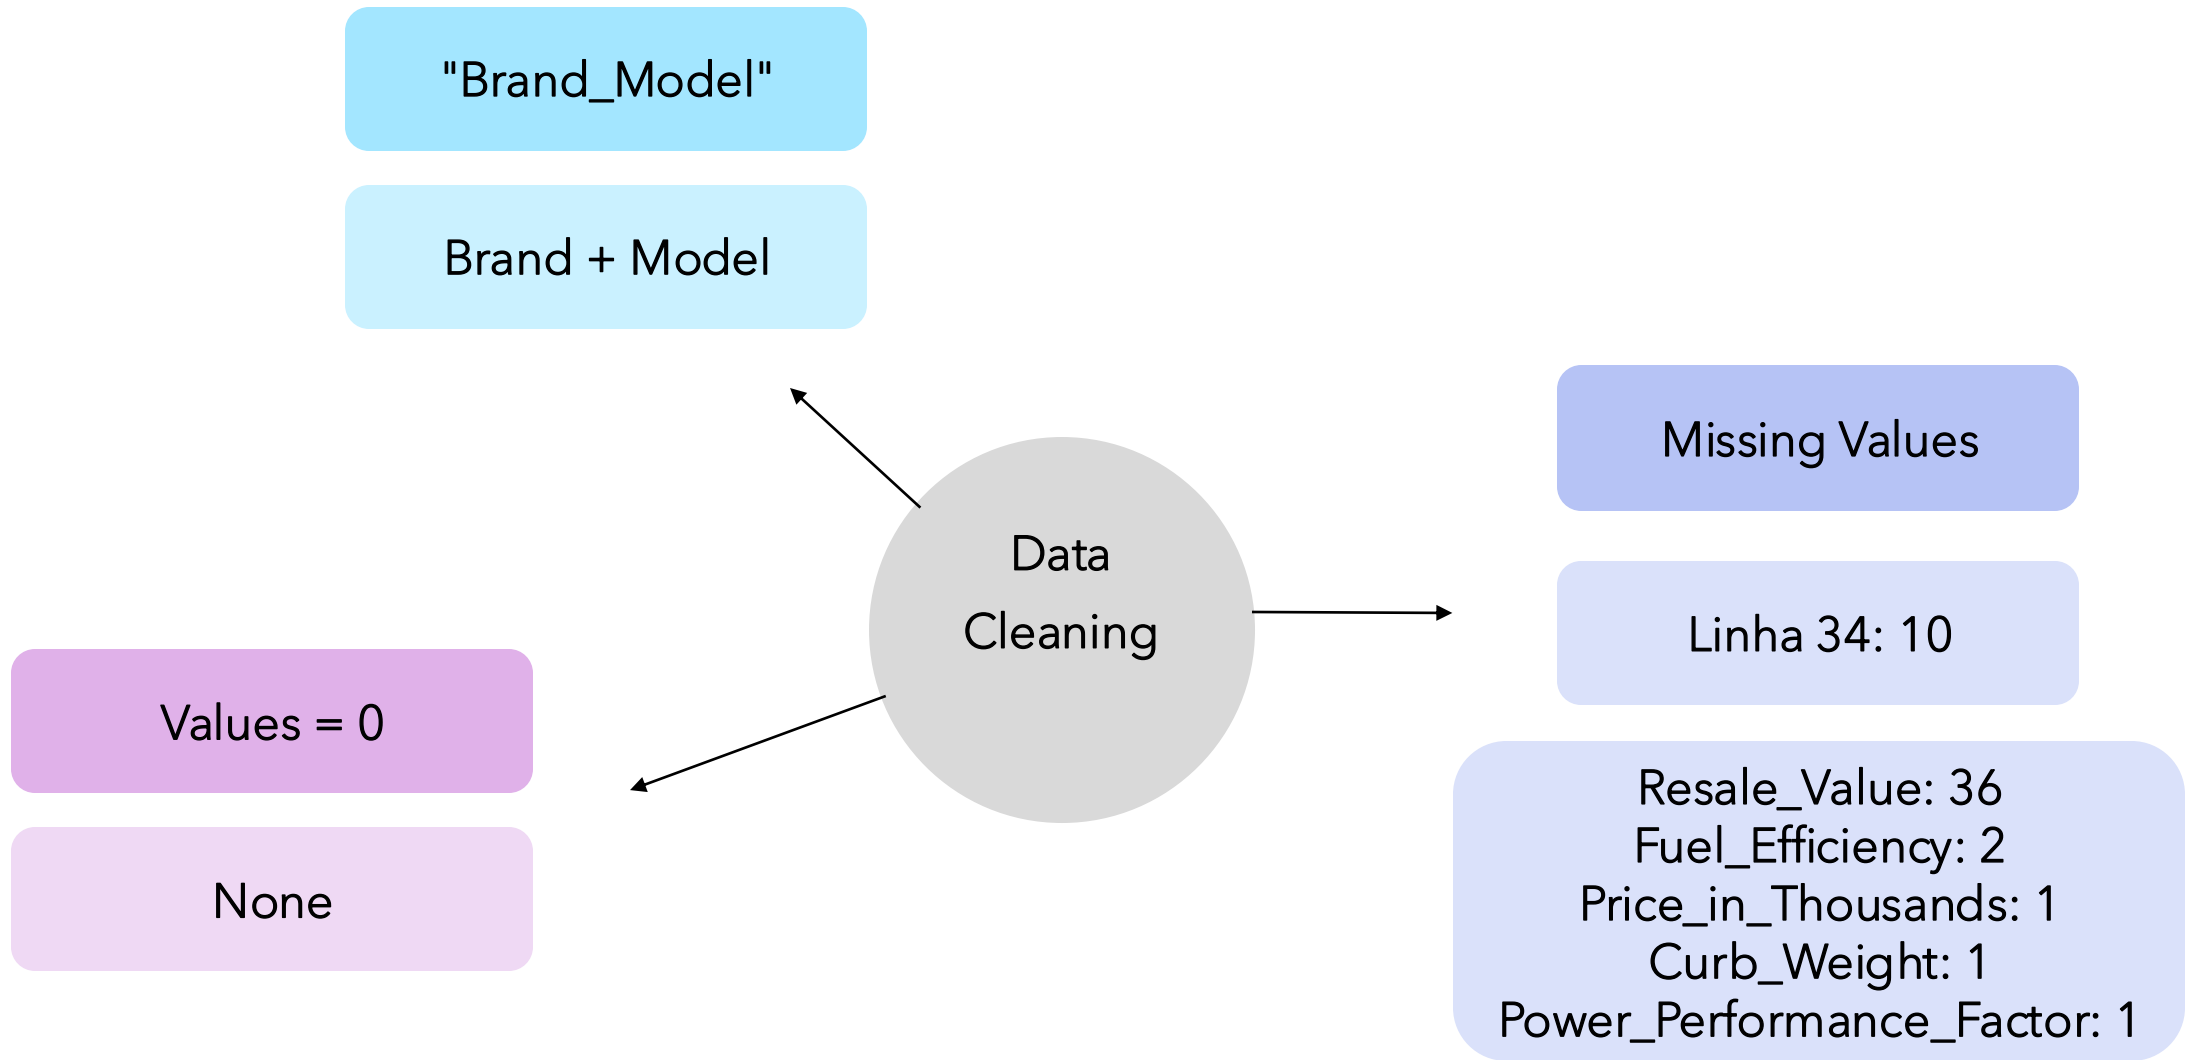 "Brand_Model"
Brand + Model
Data
Cleaning
Missing Values
Linha 34: 10
Resale_Value: 36
Fuel_Efficiency: 2
Price_in_Thousands: 1
Curb_Weight: 1
Power_Performance_Factor: 1
Values = 0
None